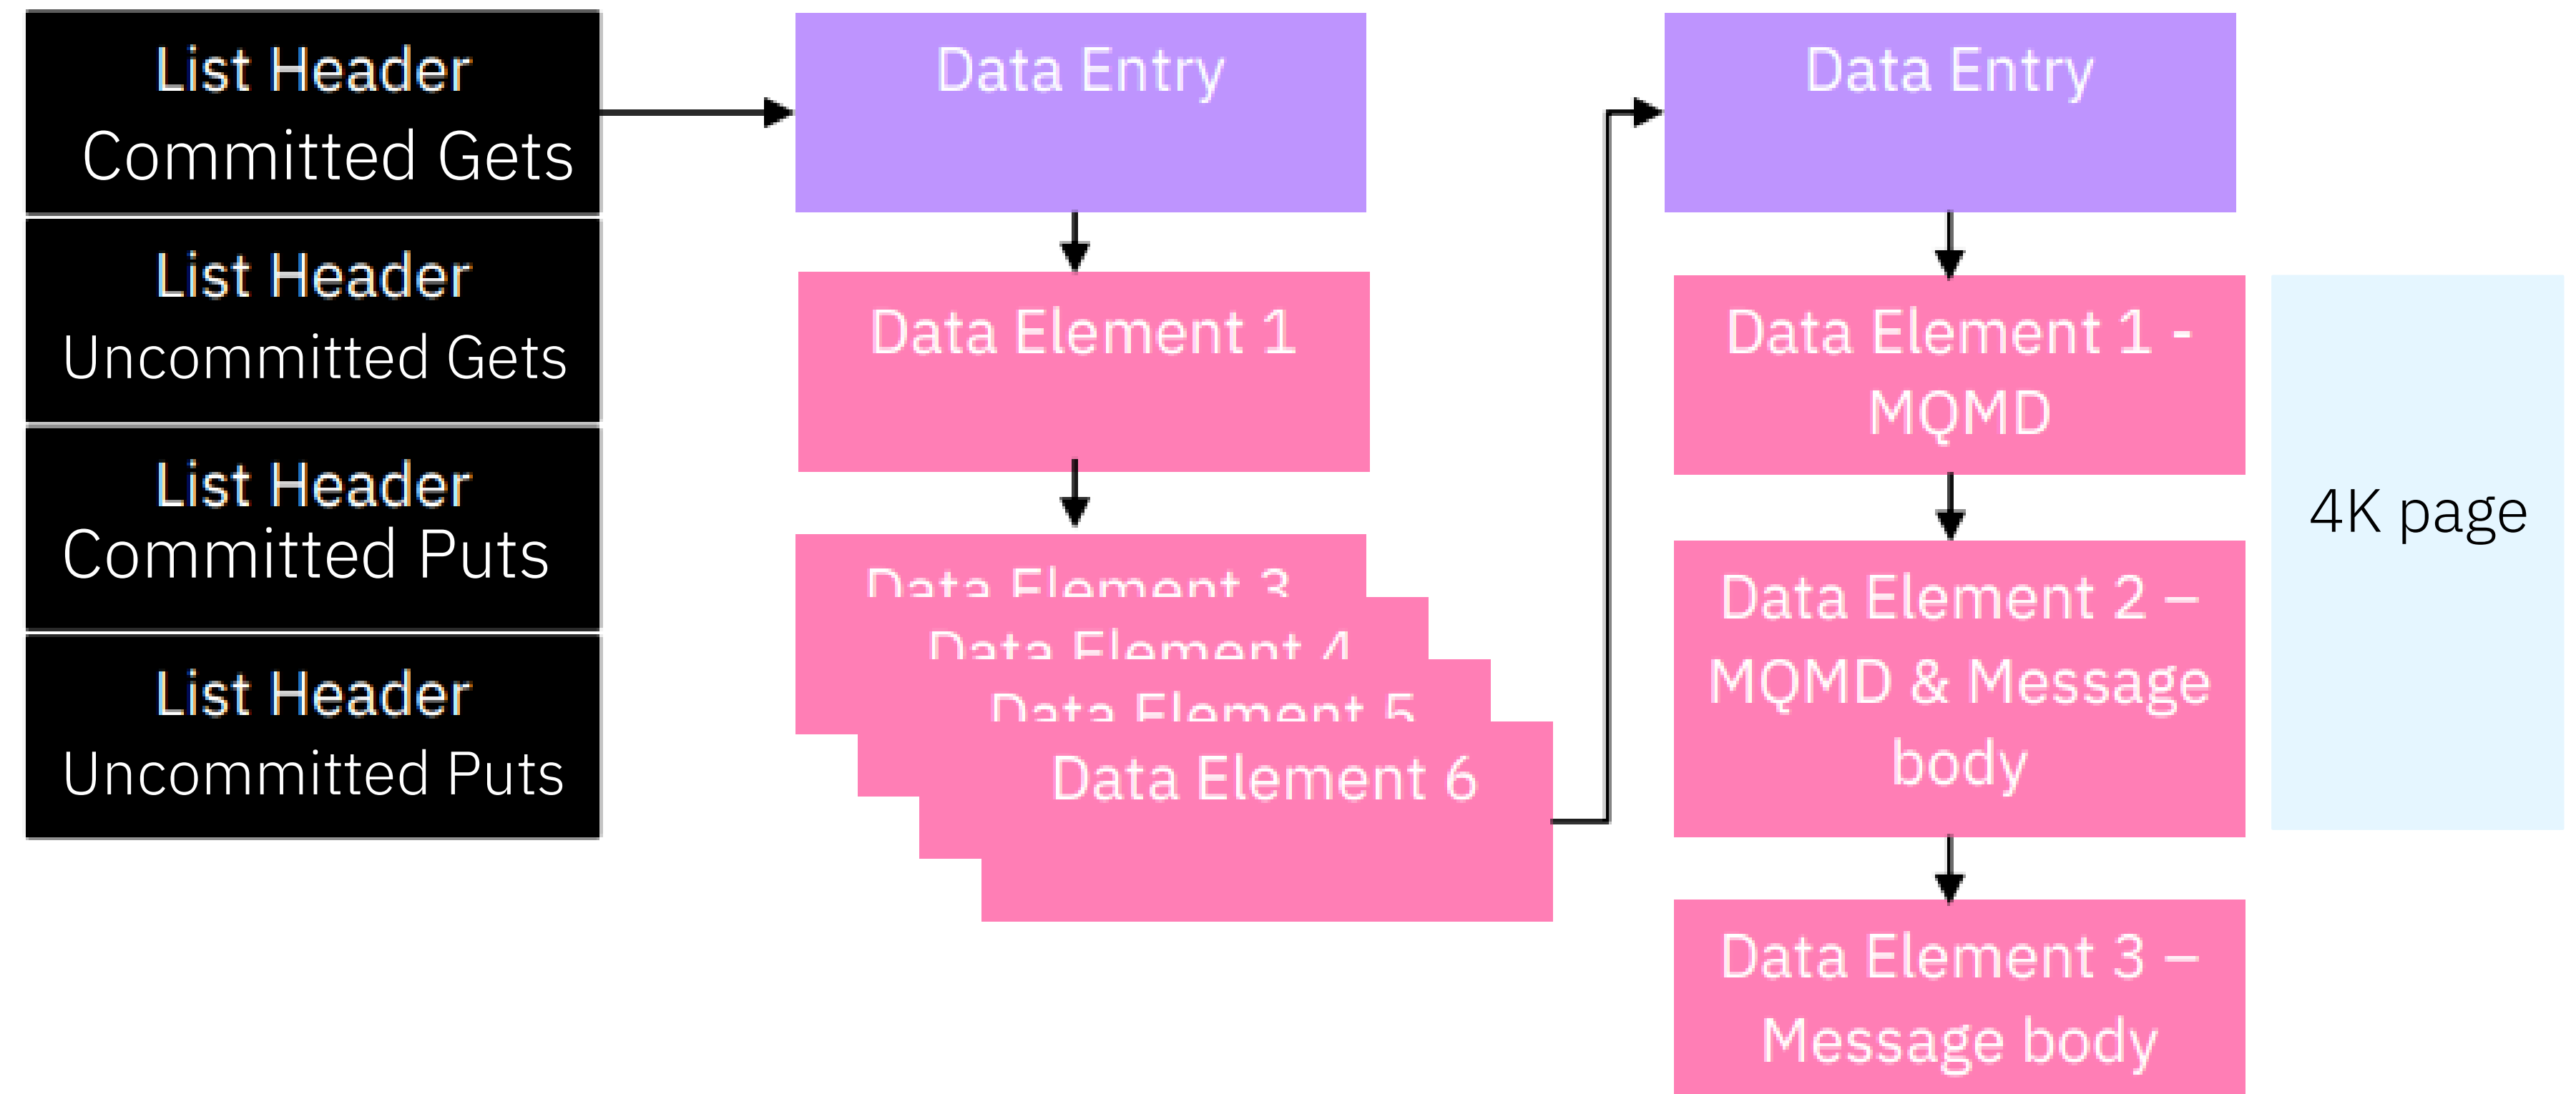 List Header
Committed Gets
List Header
Uncommitted Gets
List Header
Committed Puts
List Header
Uncommitted Puts
Data Entry
Data Element 1
Data Element 3
Data Element 4
Data Element 5
Data Element 6
Data Entry
Data Element 1 -
MQMD
Data Element 2 –
MQMD & Message
body
Data Element 3 –
Message body
4K page